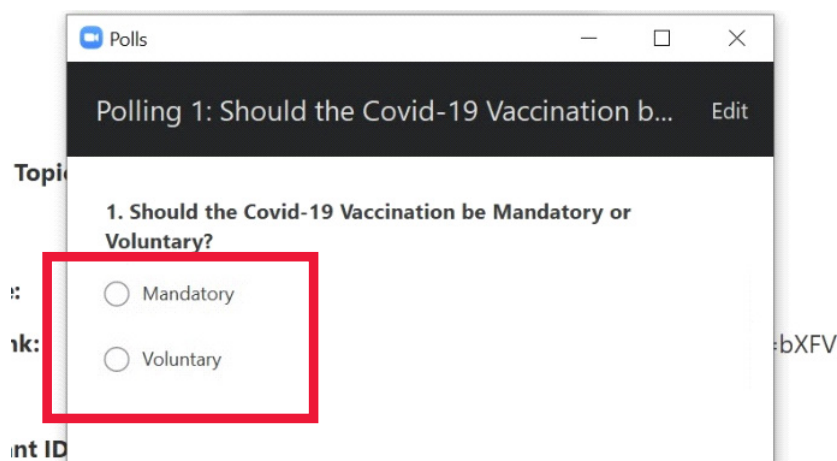 Polls
Polling 1: Should the Covid-19 Vaccination b... Edit
Topi
1. Should the Covid-19 Vaccination be Mandatory or
Voluntary?
e:
Mandatory
nk:
=bXFV
Voluntary
ant ID